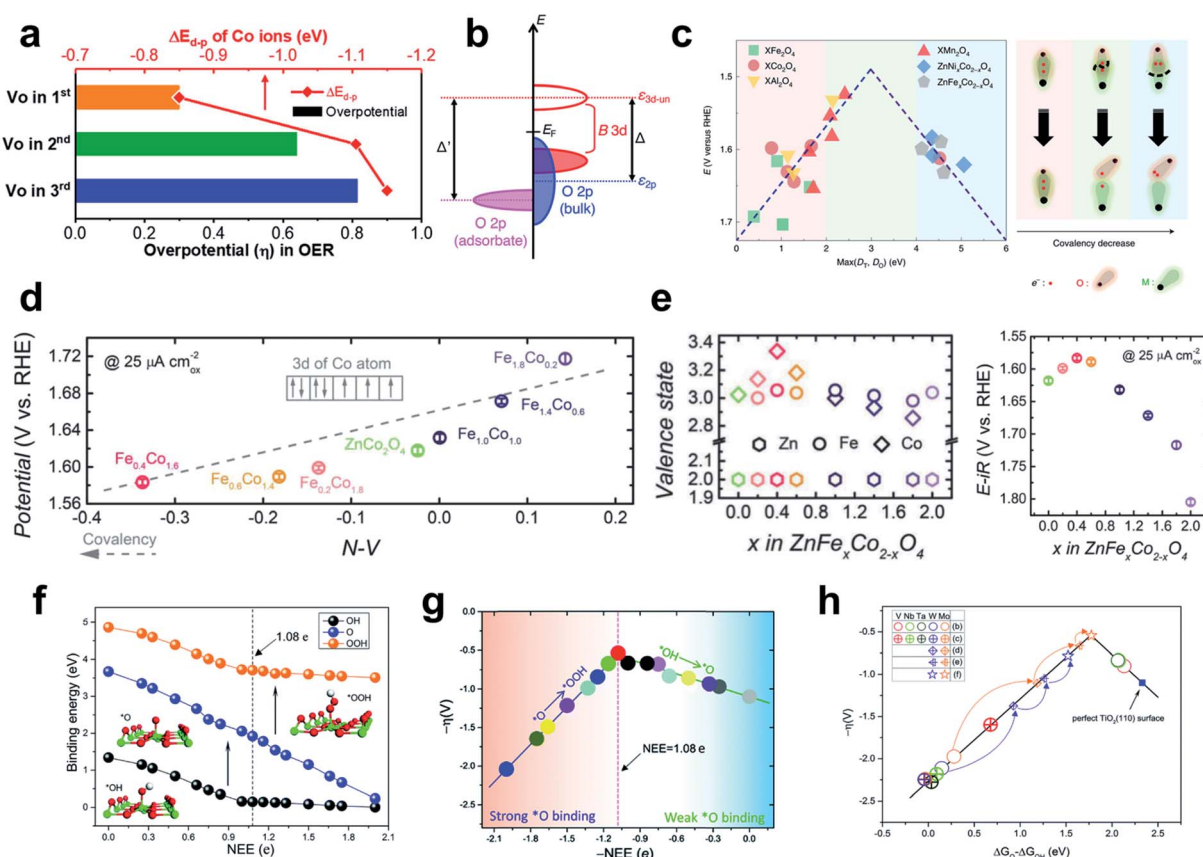 a
ΔE_d-p of Co ions (eV)
-0.7 -0.8 -0.9 -1.0 -1.1 -1.2
Vo in 1st
Vo in 2nd
Vo in 3rd
ΔE_d-p
Overpotential
0.0 0.2 0.4 0.6 0.8 1.0
Overpotential (η) in OER
b
E
ε3d-un
E_F
B 3d
Δ'
Δ
ε2p
O 2p
(bulk)
O 2p
(adsorbate)
c
XFe₂O₄
XCo₂O₄
XAl₂O₄
XMn₂O₄
ZnNiₓCo₂₋ₓO₄
ZnFeₓCo₂₋ₓO₄
E (V versus RHE)
1.5
1.6
1.7
0 1 2 3 4 5 6
Max(D_T, D_O) (eV)
Covalency decrease
e⁻ : O : M :
d
Potential (V vs. RHE)
1.72
1.68
1.64
1.60
1.56
@ 25 μA cm⁻²ox
3d of Co atom
Fe₁.₈Co₀.₂
Fe₁.₄Co₀.₆
Fe₁.₀Co₁.₀
ZnCo₂O₄
Fe₀.₄Co₁.₆
Fe₀.₆Co₁.₄
Fe₀.₂Co₁.₈
-0.4 -0.3 -0.2 -0.1 0.0 0.1 0.2
Covalency
N-V
e
Valence state
3.4
3.2
3.0
2.8
2.0
1.9
Zn Fe Co
0.0 0.4 0.8 1.2 1.6 2.0
x in ZnFeₓCo₂₋ₓO₄
E-iR (V vs. RHE)
1.55
1.60
1.65
1.70
1.75
1.80
@ 25 μA cm⁻²ox
0.0 0.4 0.8 1.2 1.6 2.0
x in ZnFeₓCo₂₋ₓO₄
f
Binding energy (eV)
6
5
4
3
2
1
0
OH
O
OOH
1.08 e
*O
*OOH
*OH
0.0 0.3 0.6 0.9 1.2 1.5 1.8 2.1
NEE (e)
g
−η(V)
0.0
-0.5
-1.0
-1.5
-2.0
-2.5
*O → *OOH
*OH → *O
NEE=1.08 e
Strong *O binding
Weak *O binding
-2.1 -1.8 -1.5 -1.2 -0.9 -0.6 -0.3 0.0
−NEE (e)
h
V Nb Ta W Mo
(b)
(c)
(d)
(e)
(f)
−η(V)
0.0
-0.5
-1.0
-1.5
-2.0
-2.5
perfect TiO₂(110) surface
-0.5 0.0 0.5 1.0 1.5 2.0 2.5
ΔG_O-ΔG_OH (eV)